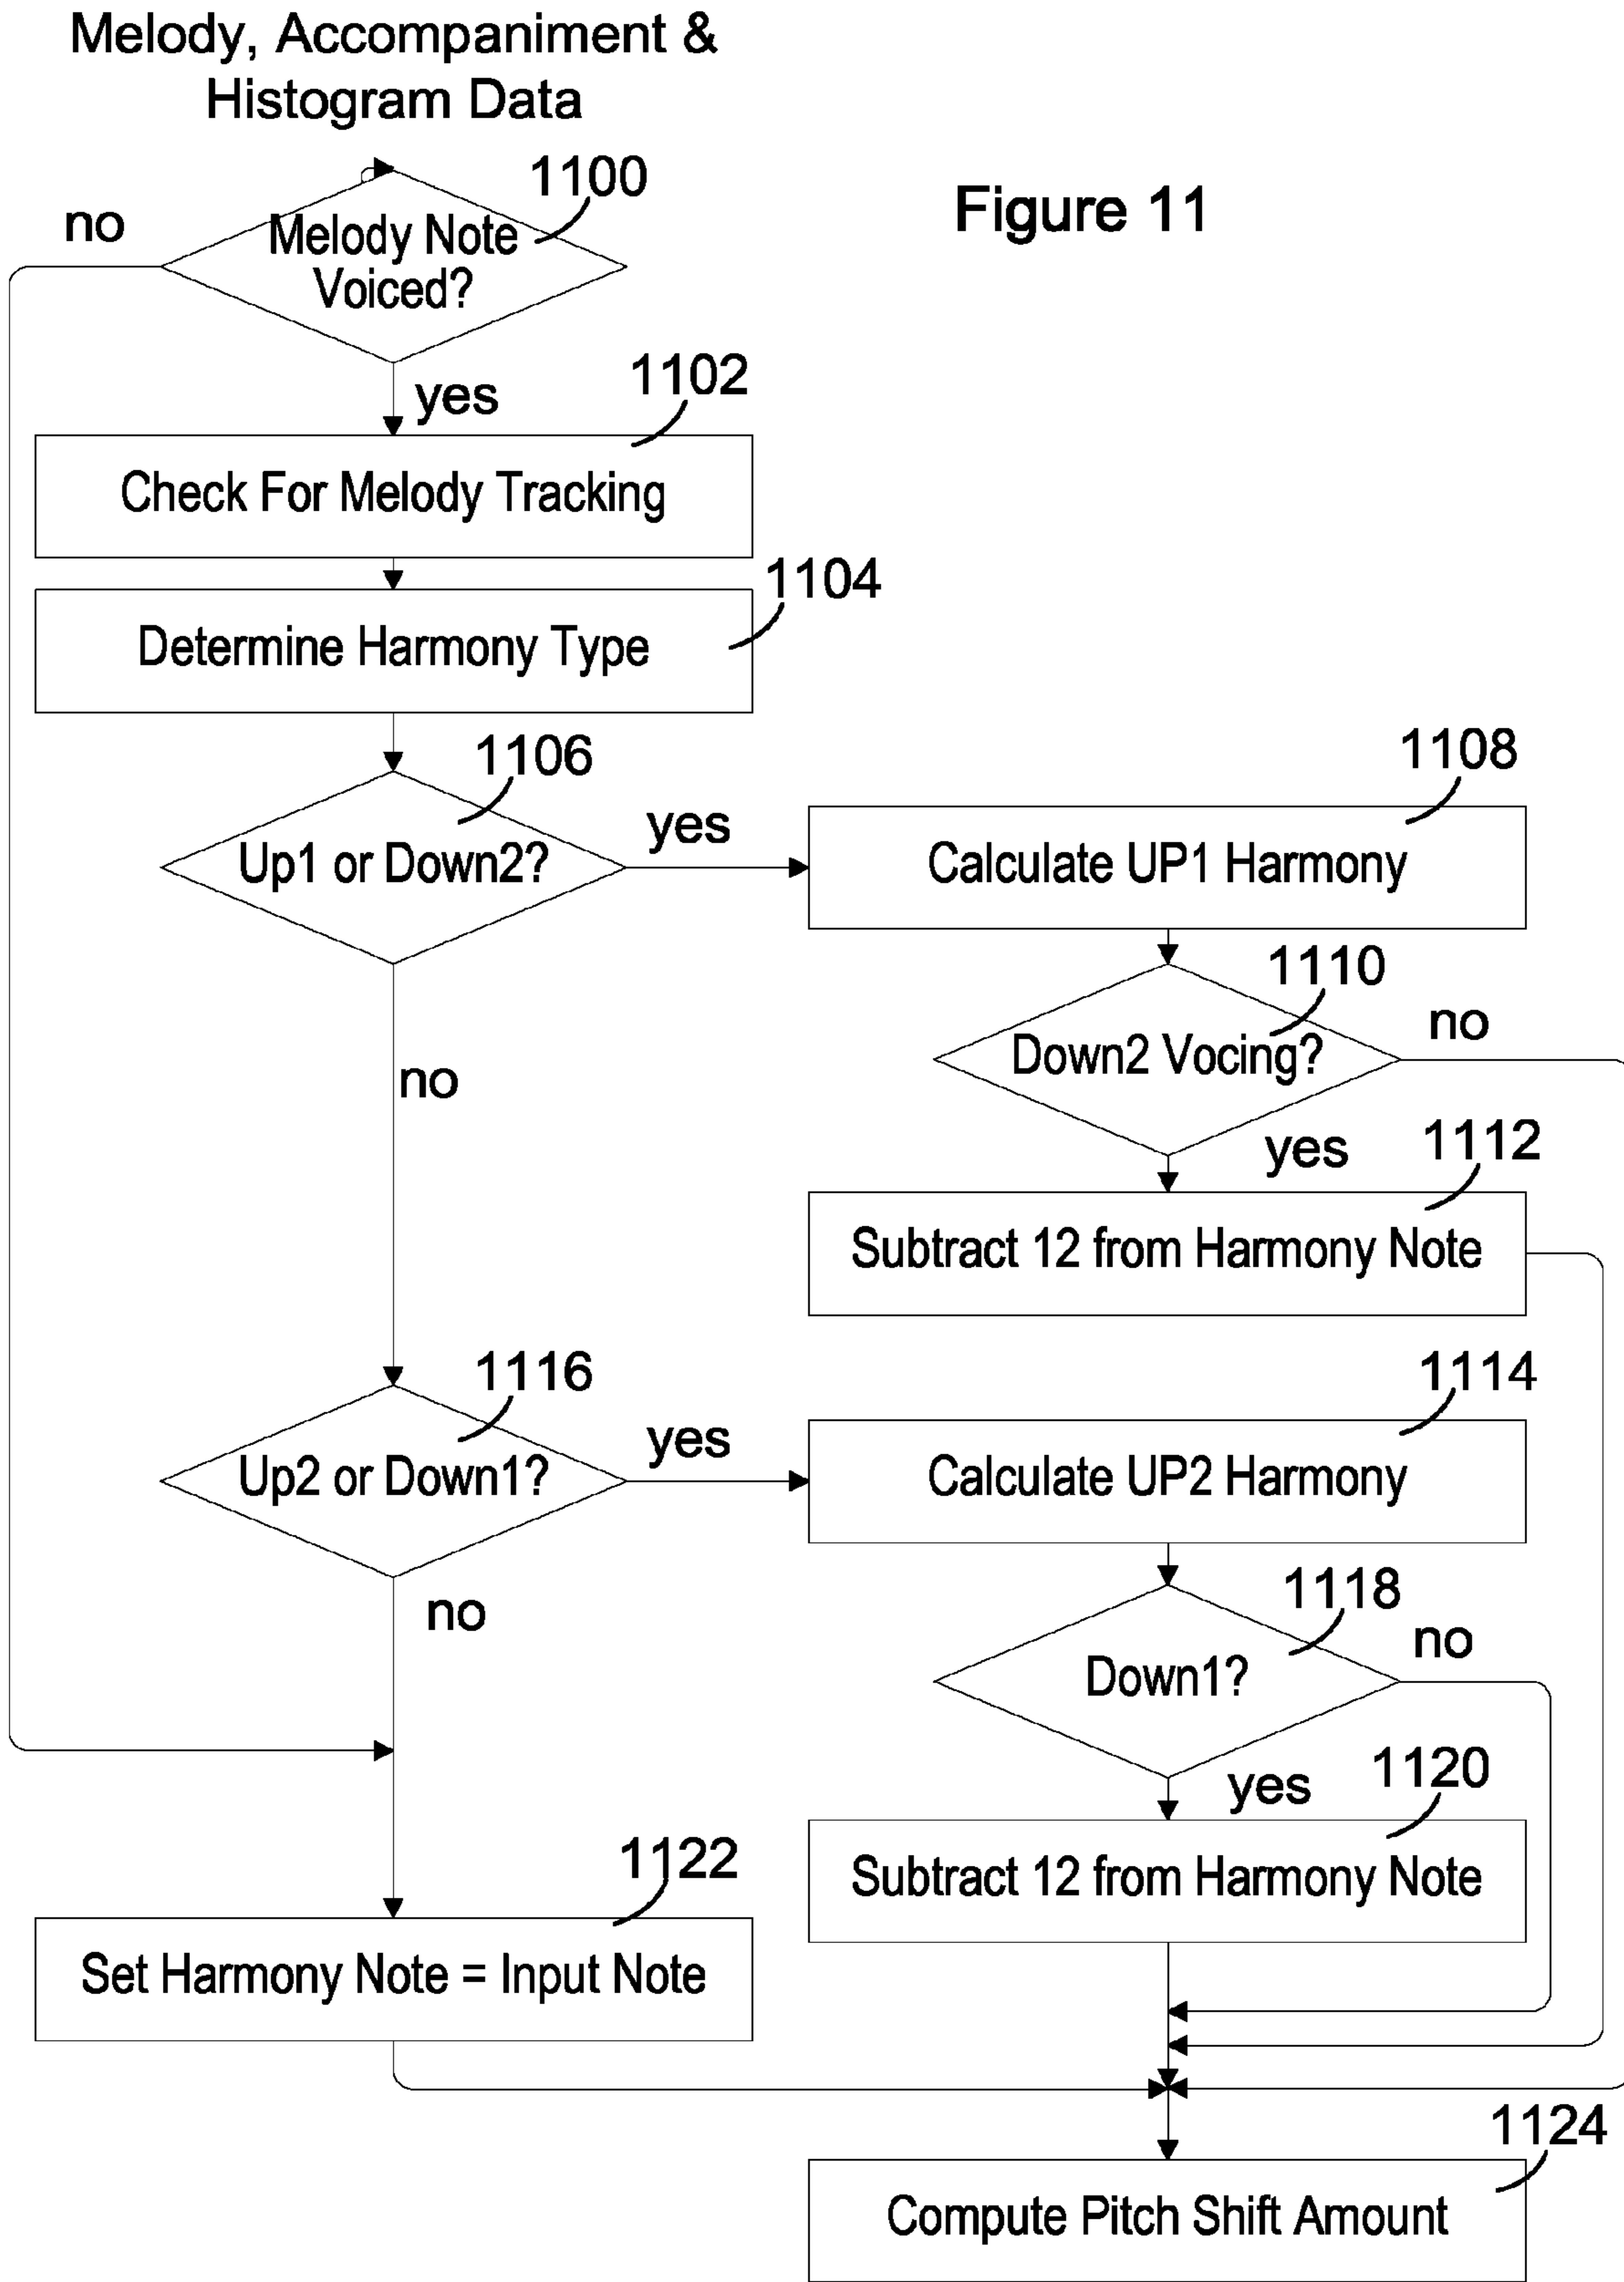 Melody, Accompaniment &
Histogram Data
1100
Figure 11
no
Melody Note
Voiced?
yes
1102
Check For Melody Tracking
1104
Determine Harmony Type
1106
Up1 or Down2?
yes
1108
Calculate UP1 Harmony
1110
Down2 Vocing?
no
no
yes
1112
Subtract 12 from Harmony Note
1116
Up2 or Down1?
yes
1114
Calculate UP2 Harmony
no
1118
Down1?
no
yes
1120
Subtract 12 from Harmony Note
1122
Set Harmony Note = Input Note
1124
Compute Pitch Shift Amount